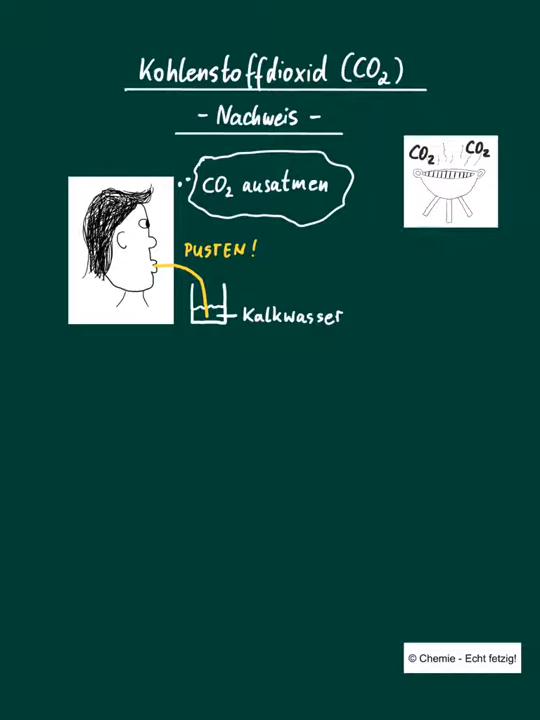 Kohlenstoffdioxid (CO₂)
- Nachweis -
CO₂ CO₂
CO₂ ausatmen
PUSTEN!
Kalkwasser
© Chemie - Echt fetzig!